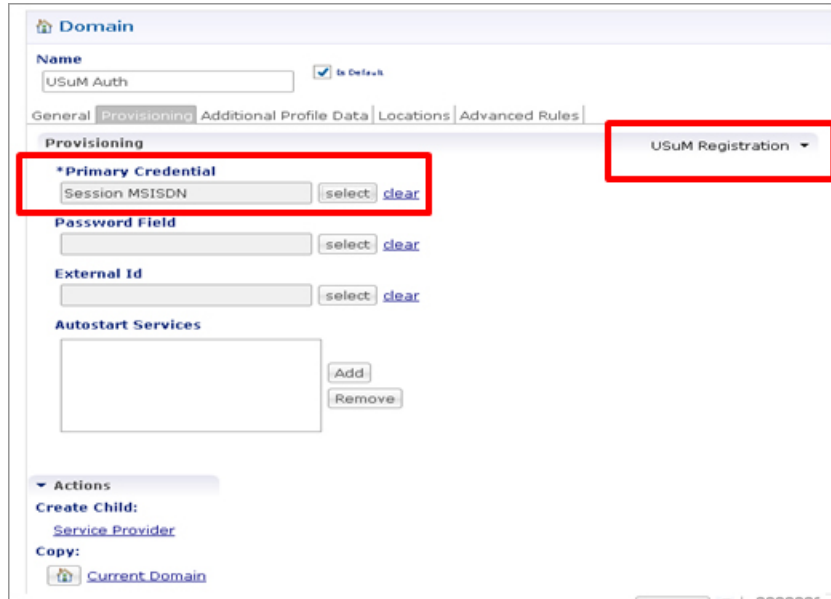 Domain
Name
USuM Auth
Is Default
General Provisioning Additional Profile Data Locations Advanced Rules
Provisioning
USuM Registration
*Primary Credential
Session MSISDN select clear
Password Field
select clear
External Id
select clear
Autostart Services
Add
Remove
Actions
Create Child:
Service Provider
Copy:
Current Domain